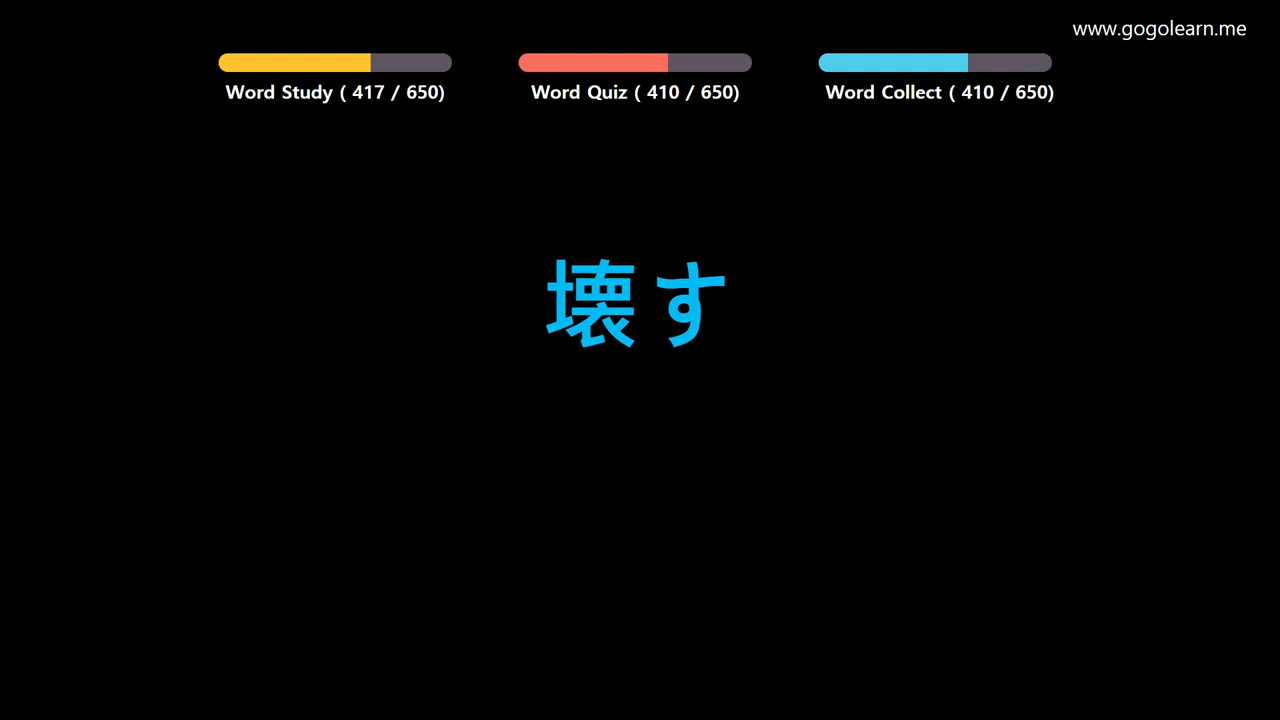 www.gogolearn.me
Word Study ( 417 / 650)
Word Quiz ( 410 / 650)
Word Collect ( 410 / 650)
壊す